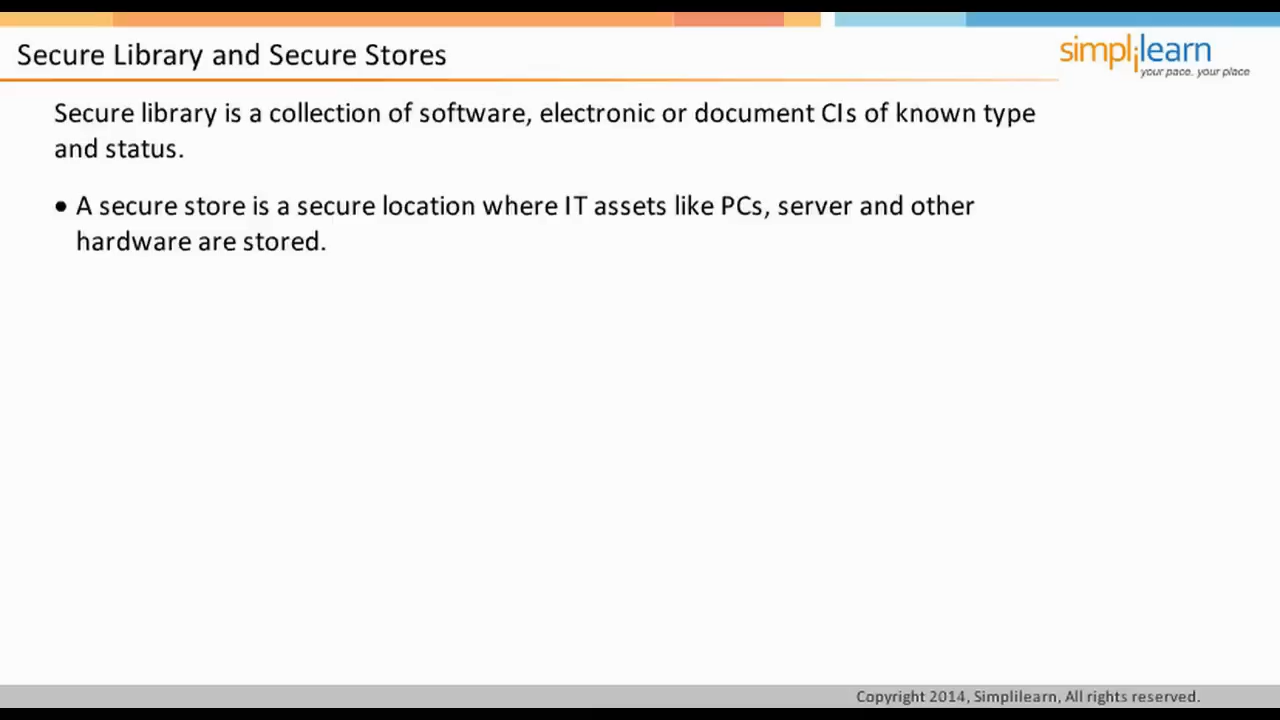 Secure Library and Secure Stores
simplilearn
your pace, your place
Secure library is a collection of software, electronic or document CIs of known type
and status.
• A secure store is a secure location where IT assets like PCs, server and other
hardware are stored.
Copyright 2014, Simplilearn, All rights reserved.